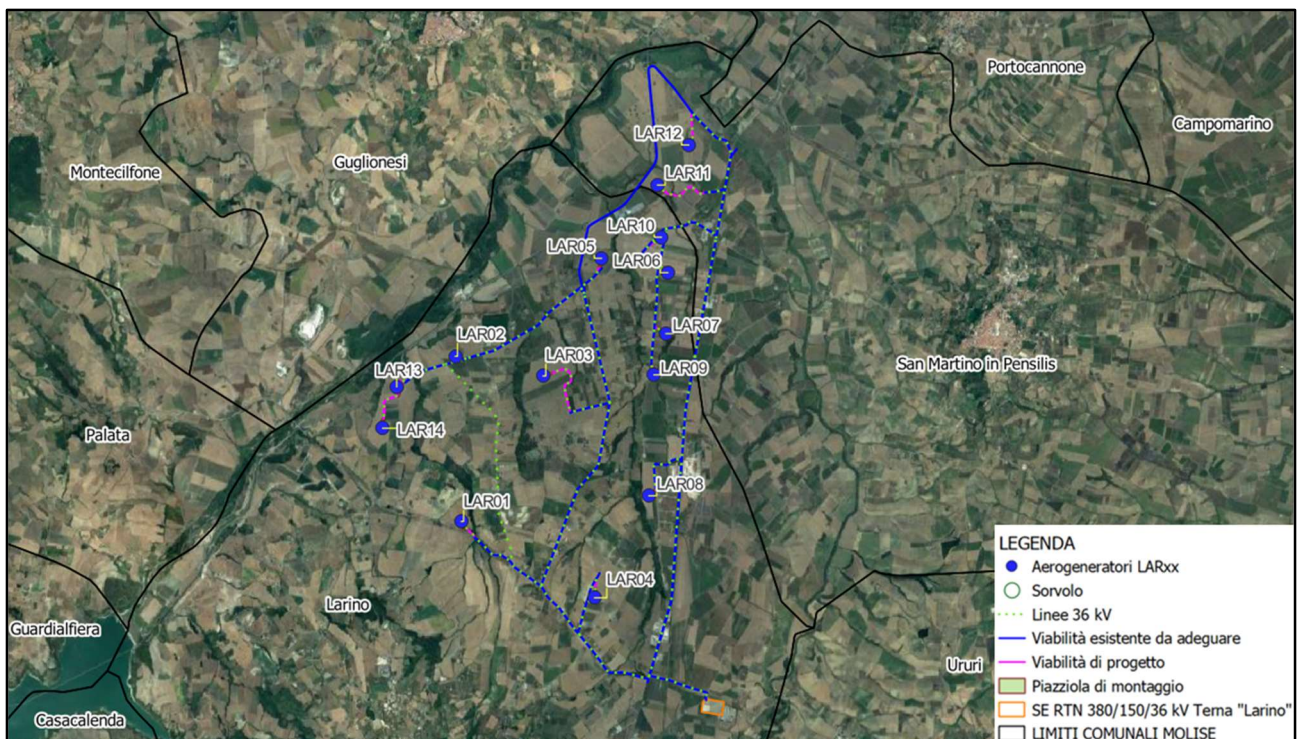 Portocannone
Campomarino
LAR12
Guglionesi
Montecilfone
LAR11
LAR10
LAR05
LAR06
LAR07
LAR02
LAR03
LAR09
San Martino in Pensilis
LAR13
LAR14
Palata
LAR08
LAR01
LAR04
Larino
Guardialfiera
Ururi
Casacalenda
LEGENDA
Aerogeneratori LARxx
Sorvolo
Linee 36 kV
Viabilità esistente da adeguare
Viabilità di progetto
Piazziola di montaggio
SE RTN 380/150/36 kV Terna "Larino"
LIMITI COMUNALI MOLISE